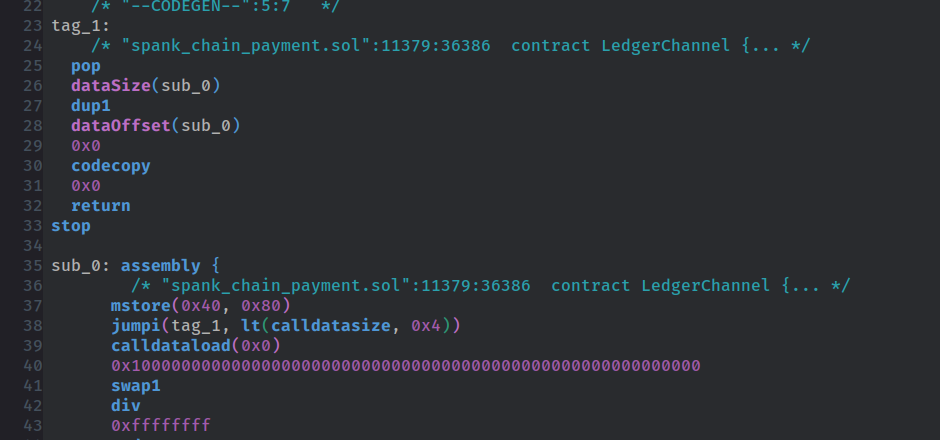 22 /* "--CODEGEN--":5:7 */
23 tag_1:
24 /* "spank_chain_payment.sol":11379:36386 contract LedgerChannel {... */
25 pop
26 dataSize(sub_0)
27 dup1
28 dataOffset(sub_0)
29 0x0
30 codecopy
31 0x0
32 return
33 stop
34
35 sub_0: assembly {
36 /* "spank_chain_payment.sol":11379:36386 contract LedgerChannel {... */
37 mstore(0x40, 0x80)
38 jumpi(tag_1, lt(calldatasize, 0x4))
39 calldataload(0x0)
40 0x100000000000000000000000000000000000000000000000000000000
41 swap1
42 div
43 0xffffffff